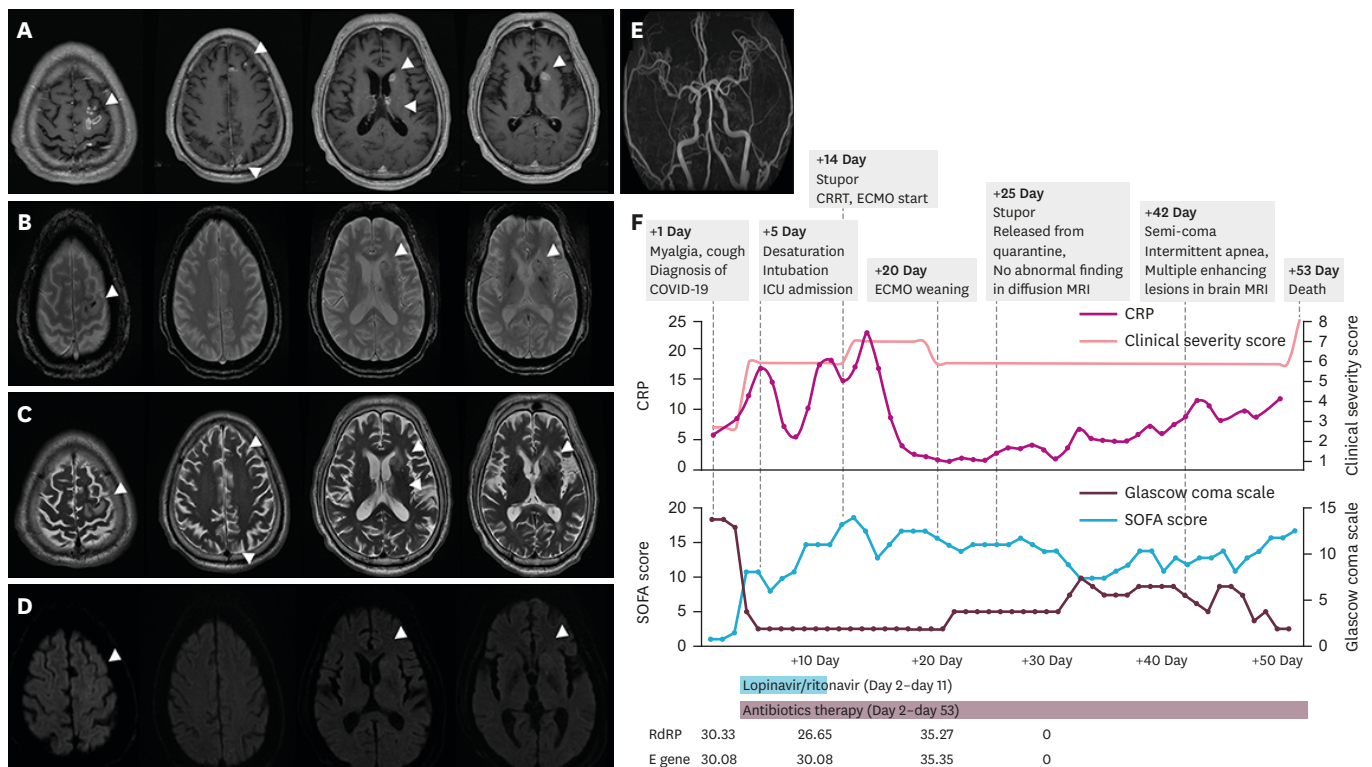 A
B
C
D
E
F
+1 Day
Myalgia, cough
Diagnosis of
COVID-19
+5 Day
Desaturation
Intubation
ICU admission
+14 Day
Stupor
CRRT, ECMO start
+20 Day
ECMO weaning
+25 Day
Stupor
Released from
quarantine,
No abnormal finding
in diffusion MRI
+42 Day
Semi-coma
Intermittent apnea,
Multiple enhancing
lesions in brain MRI
+53 Day
Death
CRP
25
20
15
10
5
0
CRP
Clinical severity score
8
7
6
5
4
3
2
1
Clinical severity score
SOFA score
20
15
10
5
0
Glascow coma scale
SOFA score
15
10
5
0
Glascow coma scale
+10 Day +20 Day +30 Day +40 Day +50 Day
Lopinavir/ritonavir (Day 2–day 11)
Antibiotics therapy (Day 2–day 53)
RdRP 30.33 26.65 35.27 0
E gene 30.08 30.08 35.35 0